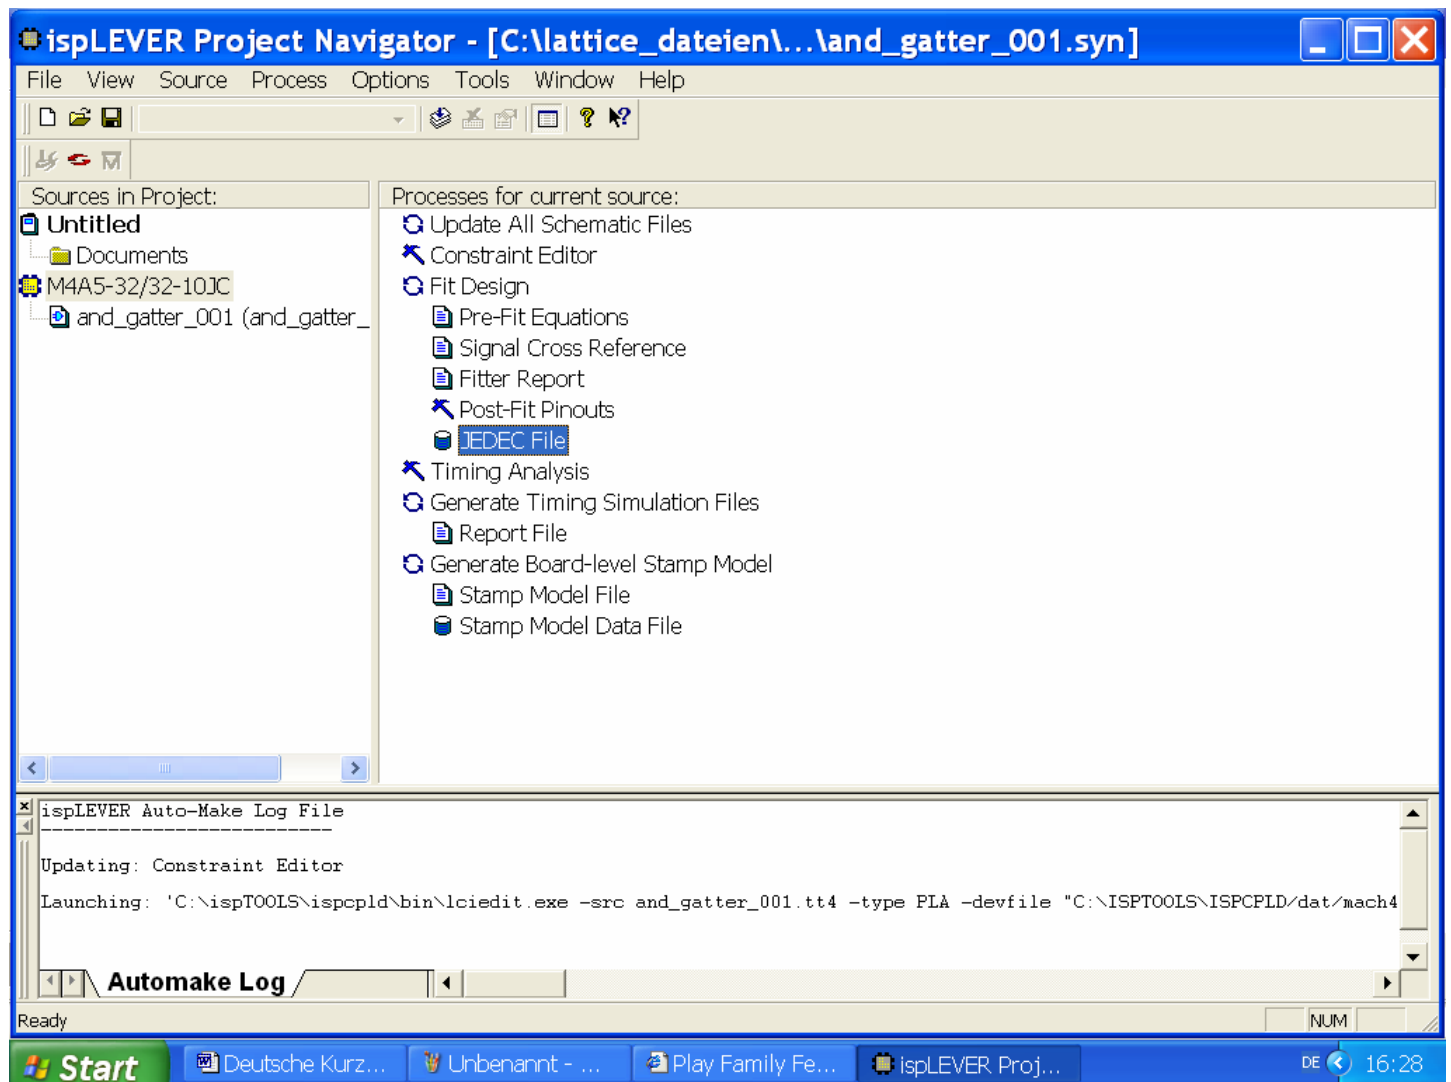 ispLEVER Project Navigator - [C:\lattice_dateien\...\and_gatter_001.syn]
File View Source Process Options Tools Window Help
Sources in Project:
Processes for current source:
Untitled
Documents
M4A5-32/32-10JC
and_gatter_001 (and_gatter_
Update All Schematic Files
Constraint Editor
Fit Design
Pre-Fit Equations
Signal Cross Reference
Fitter Report
Post-Fit Pinouts
JEDEC File
Timing Analysis
Generate Timing Simulation Files
Report File
Generate Board-level Stamp Model
Stamp Model File
Stamp Model Data File
ispLEVER Auto-Make Log File
---------------------------
Updating: Constraint Editor
Launching: 'C:\ispTOOLS\ispcpld\bin\lciedit.exe -src and_gatter_001.tt4 -type PLA -devfile "C:\ISPTOOLS\ISPCPLD/dat/mach4
Automake Log
Ready
NUM
Start
Deutsche Kurz...
Unbenannt - ...
Play Family Fe...
ispLEVER Proj...
DE
16:28